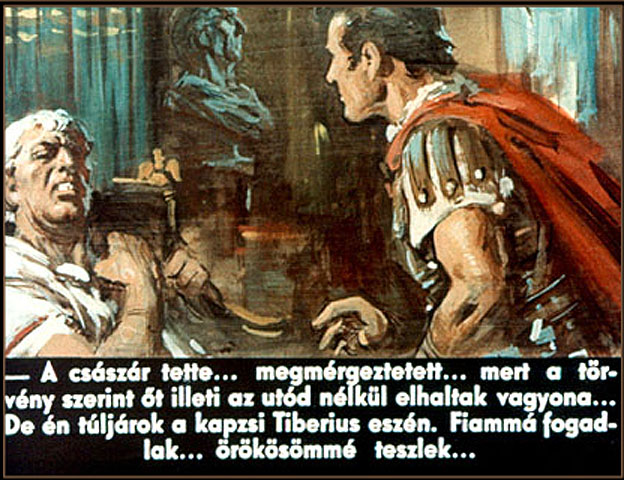 — A császár tette... megmérgeztetett... mert a tör-
vény szerint őt illeti az utód nélkül elhaltak vagyona...
De én túljárok a kapzsi Tiberius eszén. Fiammá fogad-
lak... örökösömmé teszlek...